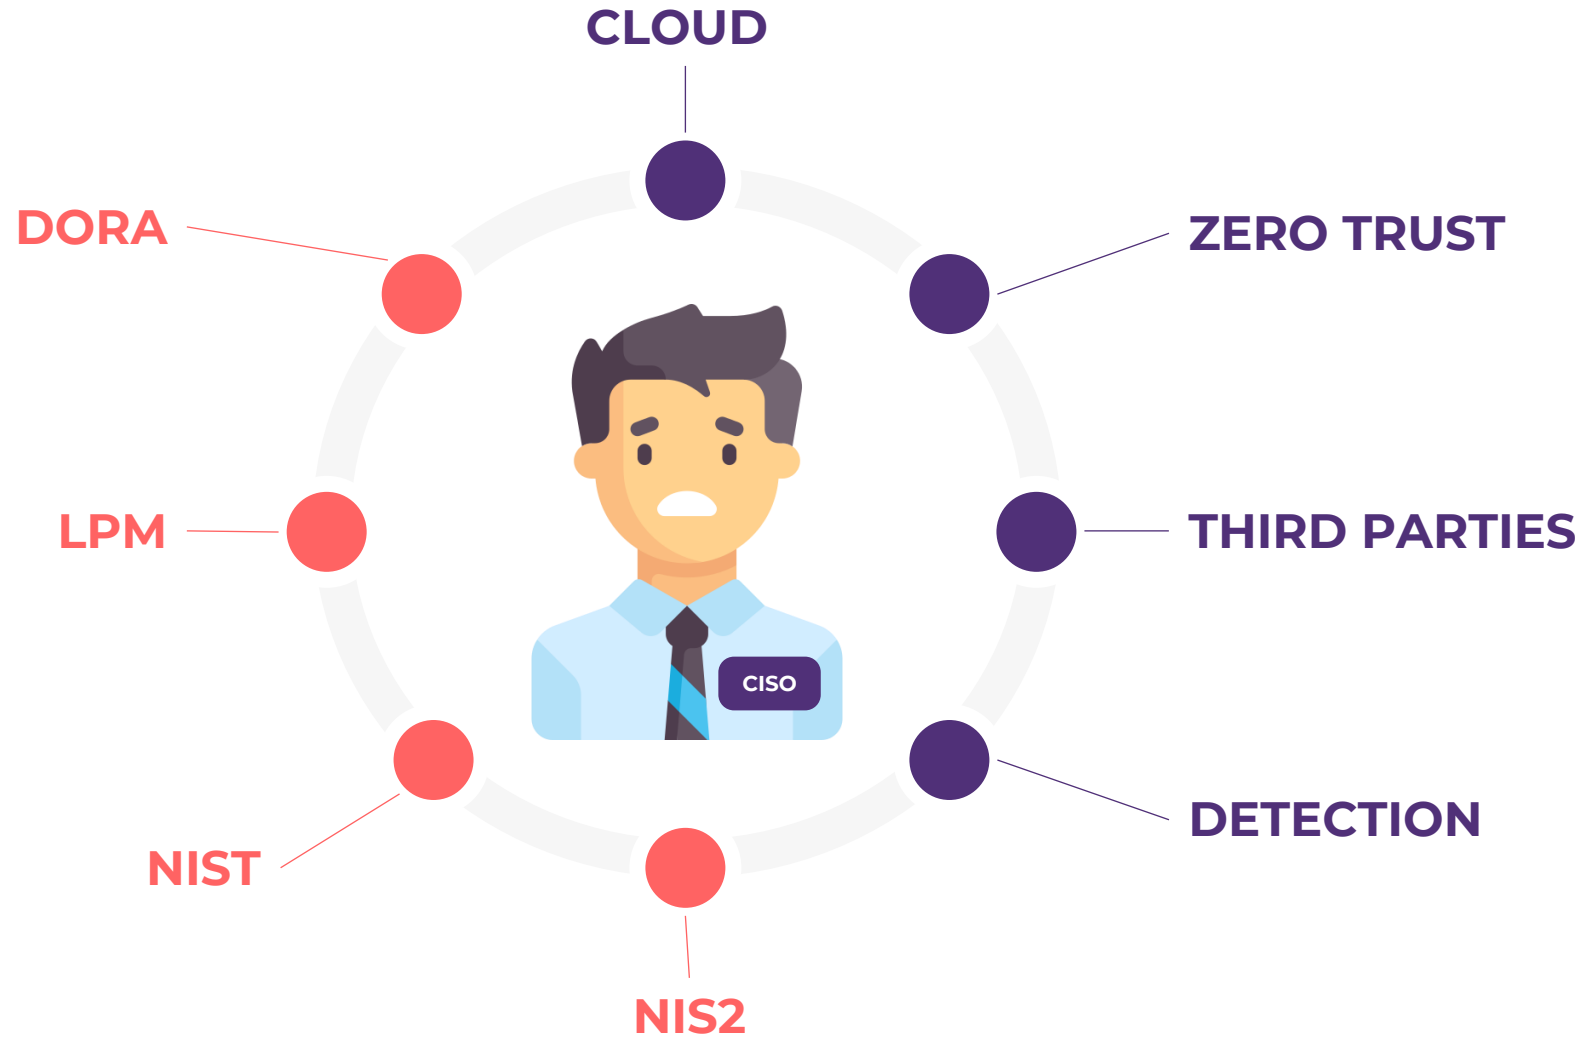 CLOUD
DORA
ZERO TRUST
LPM
THIRD PARTIES
CISO
DETECTION
NIST
NIS2